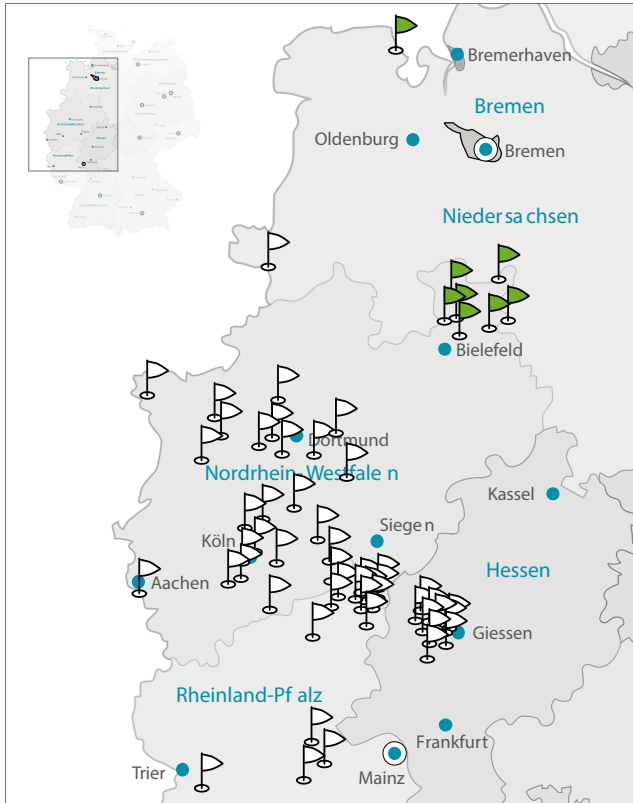 Bremerhaven
Bremen
Oldenburg
Bremen
Niedersachsen
Bielefeld
Dortmund
Nordrhein-Westfalen
Kassel
Köln
Siegen
Hessen
Aachen
Giessen
Rheinland-Pfalz
Frankfurt
Trier
Mainz